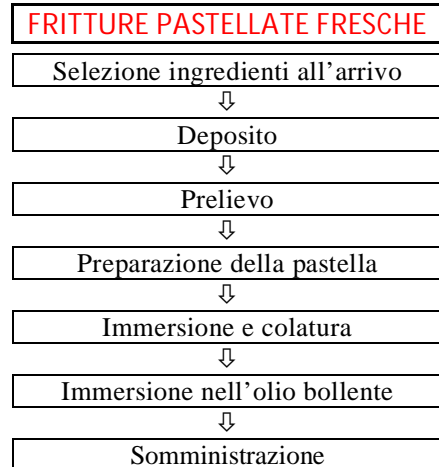 FRITTURE PASTELLATE FRESCHE
Selezione ingredienti all'arrivo
⇩
Deposito
⇩
Prelievo
⇩
Preparazione della pastella
⇩
Immersione e colatura
⇩
Immersione nell'olio bollente
⇩
Somministrazione